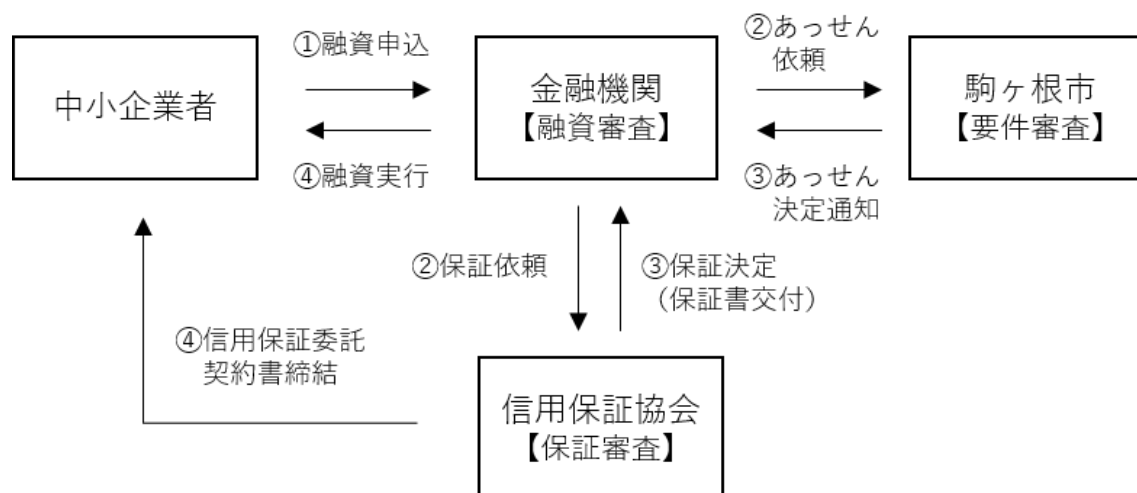 ①融資申込
②あっせん
依頼
中小企業者
金融機関
【融資審査】
駒ヶ根市
【要件審査】
④融資実行
③あっせん
決定通知
②保証依頼
③保証決定
（保証書交付）
④信用保証委託
契約書締結
信用保証協会
【保証審査】